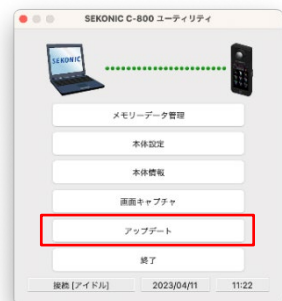 SEKONIC C-800 ユーティリティ
SEKONIC
メモリーデータ管理
本体設定
本体情報
画面キャプチャ
アップデート
終了
接続 [アイドル] 2023/04/11 11:22